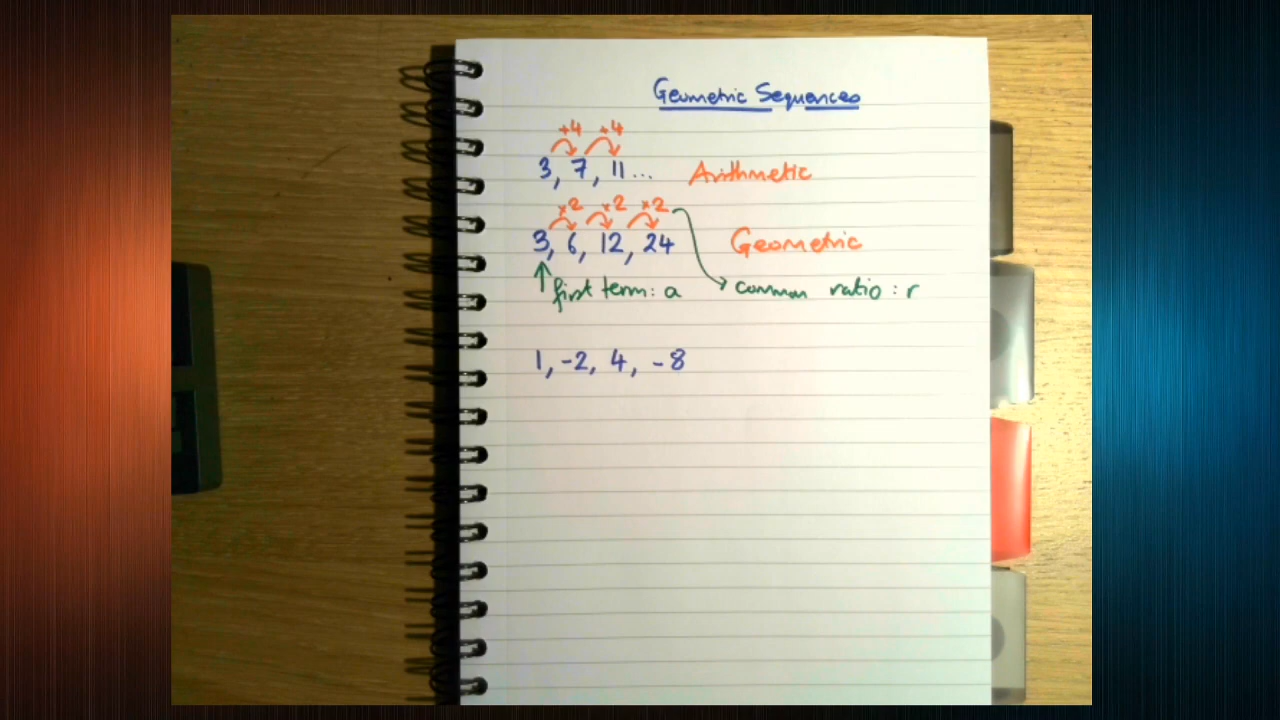 Geometric Sequences
+4 +4
3, 7, 11... Arithmetic
×2 ×2 ×2
3, 6, 12, 24 Geometric
first term: a common ratio: r
1, -2, 4, -8